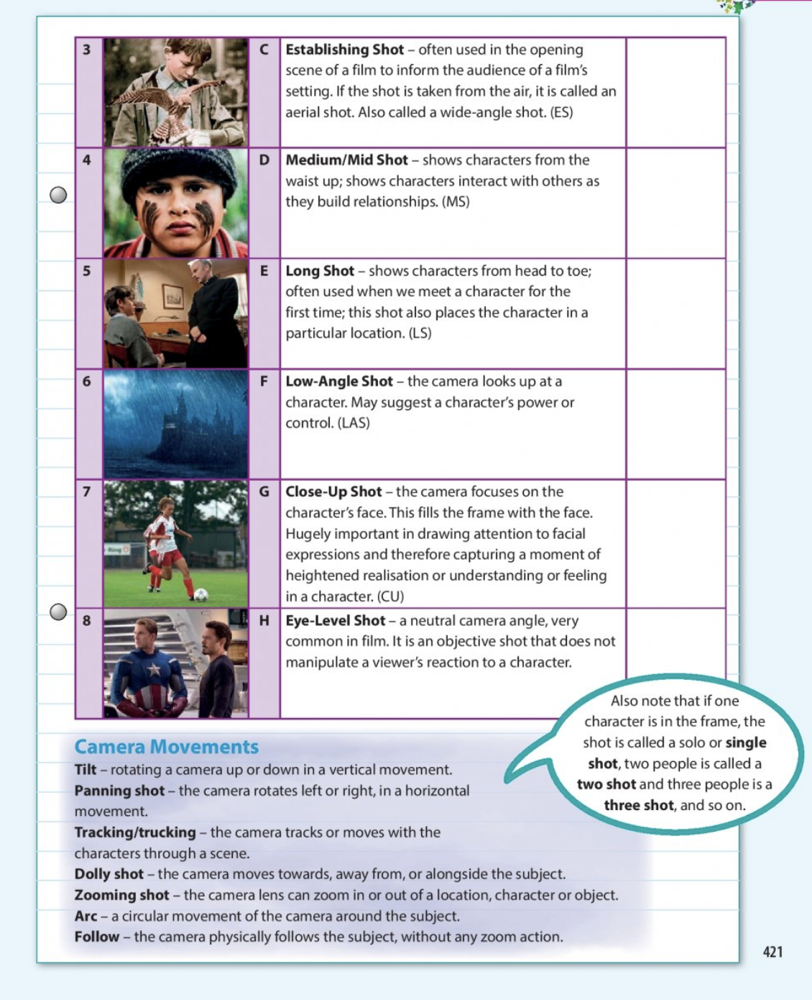 3
C
Establishing Shot – often used in the opening
scene of a film to inform the audience of a film's
setting. If the shot is taken from the air, it is called an
aerial shot. Also called a wide-angle shot. (ES)
4
D
Medium/Mid Shot – shows characters from the
waist up; shows characters interact with others as
they build relationships. (MS)
5
E
Long Shot – shows characters from head to toe;
often used when we meet a character for the
first time; this shot also places the character in a
particular location. (LS)
6
F
Low-Angle Shot – the camera looks up at a
character. May suggest a character's power or
control. (LAS)
7
G
Close-Up Shot – the camera focuses on the
character's face. This fills the frame with the face.
Hugely important in drawing attention to facial
expressions and therefore capturing a moment of
heightened realisation or understanding or feeling
in a character. (CU)
8
H
Eye-Level Shot – a neutral camera angle, very
common in film. It is an objective shot that does not
manipulate a viewer's reaction to a character.
Also note that if one
character is in the frame, the
shot is called a solo or single
shot, two people is called a
two shot and three people is a
three shot, and so on.
Camera Movements
Tilt – rotating a camera up or down in a vertical movement.
Panning shot – the camera rotates left or right, in a horizontal
movement.
Tracking/trucking – the camera tracks or moves with the
characters through a scene.
Dolly shot – the camera moves towards, away from, or alongside the subject.
Zooming shot – the camera lens can zoom in or out of a location, character or object.
Arc – a circular movement of the camera around the subject.
Follow – the camera physically follows the subject, without any zoom action.
421